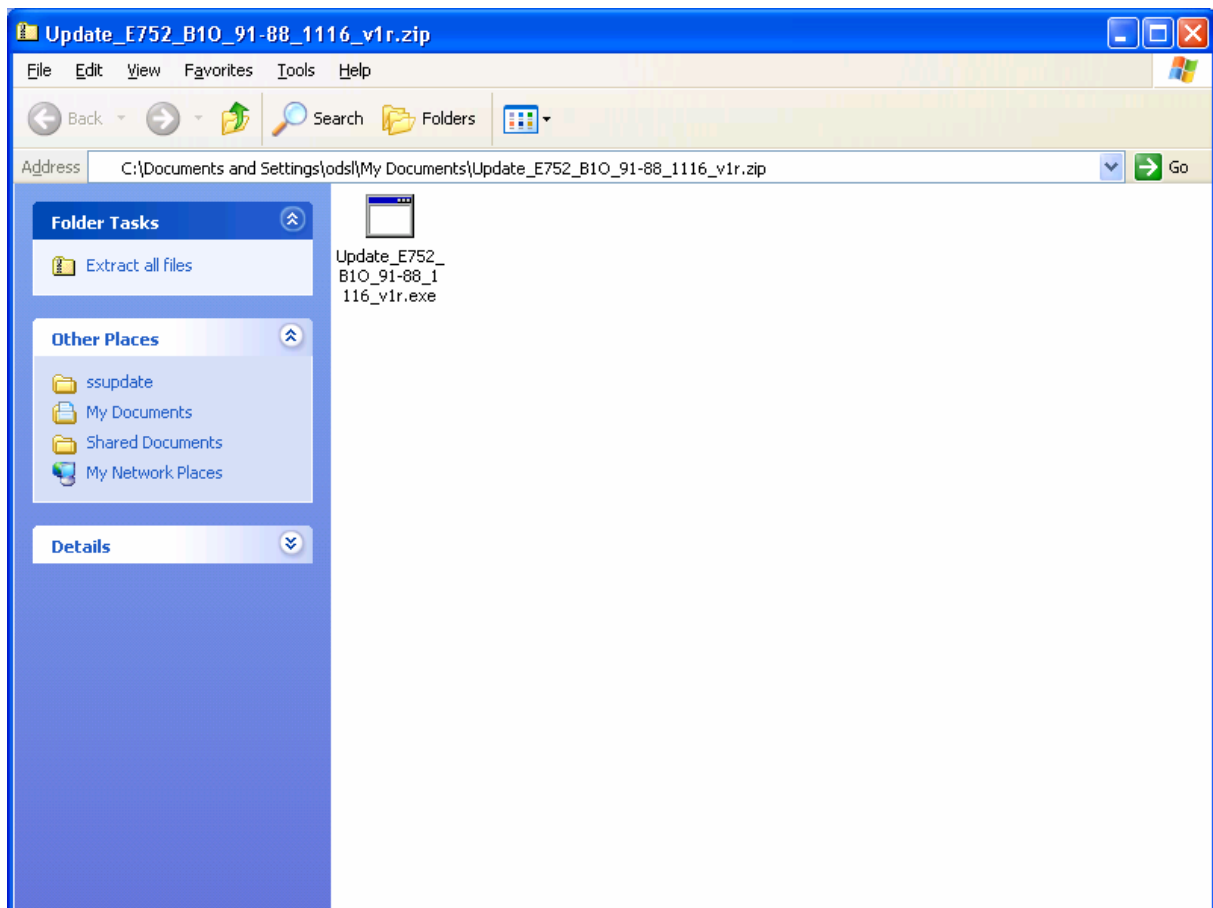 Update_E752_B1O_91-88_1116_v1r.zip
File Edit View Favorites Tools Help
Back Search Folders
Address C:\Documents and Settings\odsl\My Documents\Update_E752_B1O_91-88_1116_v1r.zip Go
Folder Tasks
Extract all files
Other Places
ssupdate
My Documents
Shared Documents
My Network Places
Details
Update_E752_
B1O_91-88_1
116_v1r.exe